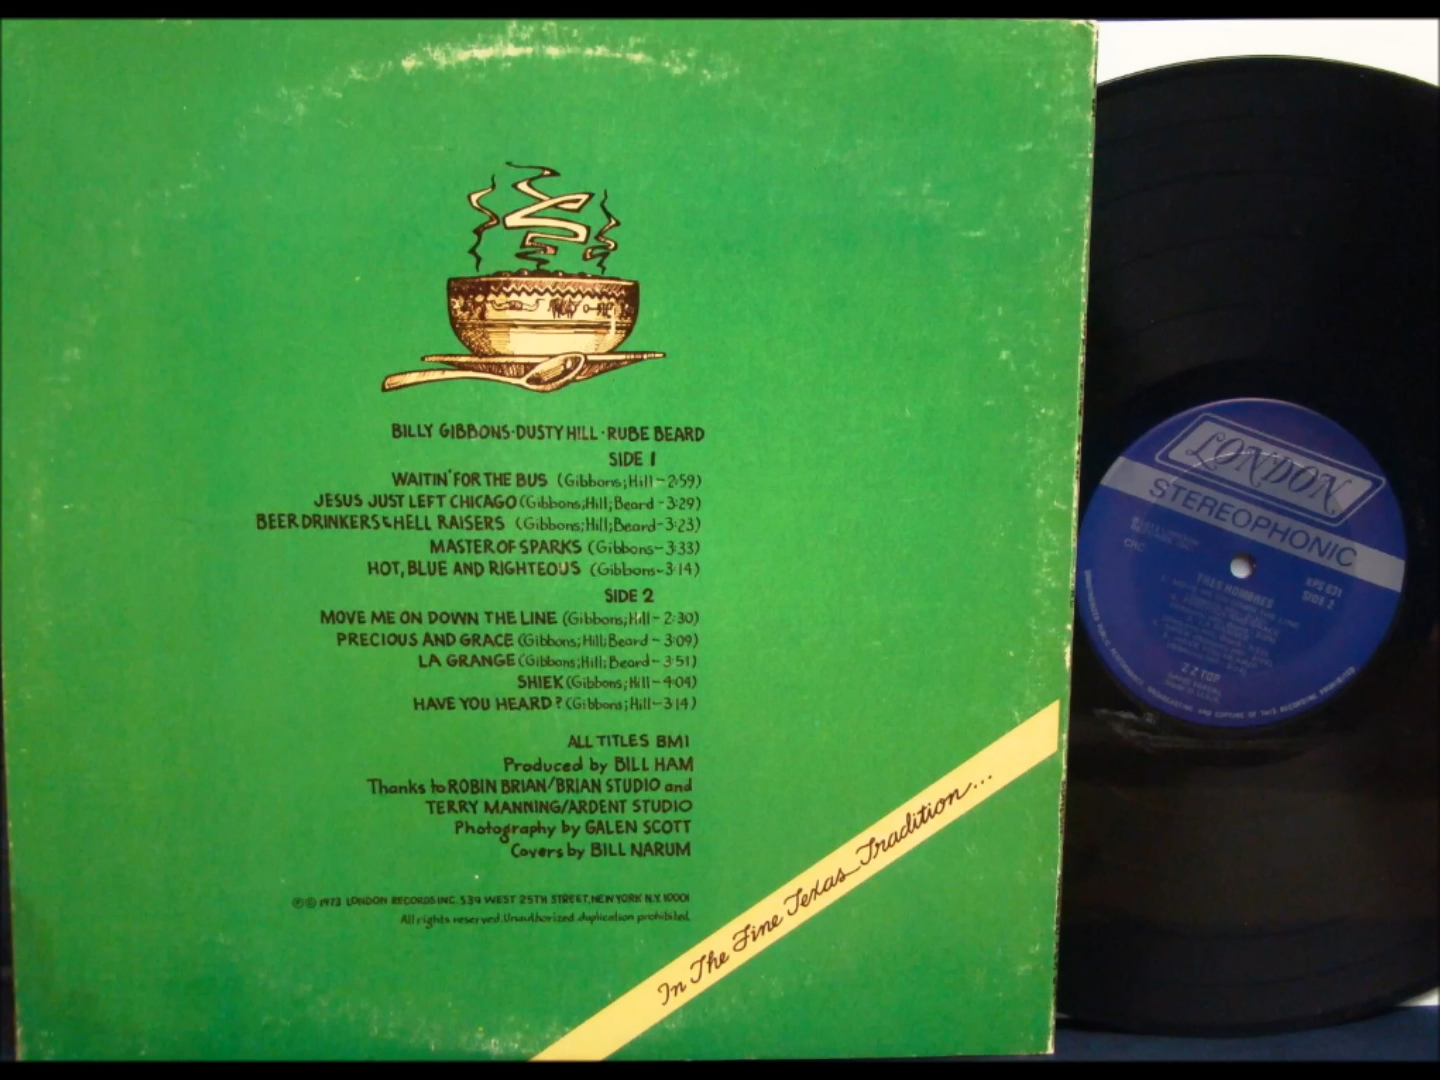 BILLY GIBBONS·DUSTY HILL·RUBE BEARD
SIDE 1
WAITIN' FOR THE BUS (Gibbons;Hill-2:59)
JESUS JUST LEFT CHICAGO (Gibbons;Hill;Beard-3:29)
BEER DRINKERS & HELL RAISERS (Gibbons;Hill;Beard-3:23)
MASTER OF SPARKS (Gibbons-3:33)
HOT, BLUE AND RIGHTEOUS (Gibbons-3:14)
SIDE 2
MOVE ME ON DOWN THE LINE (Gibbons;Hill-2:30)
PRECIOUS AND GRACE (Gibbons;Hill;Beard-3:09)
LA GRANGE (Gibbons;Hill;Beard-3:51)
SHIEK (Gibbons;Hill-4:04)
HAVE YOU HEARD? (Gibbons;Hill-3:14)
ALL TITLES BMI
Produced by BILL HAM
Thanks to ROBIN BRIAN/BRIAN STUDIO and
TERRY MANNING/ARDENT STUDIO
Photography by GALEN SCOTT
Covers by BILL NARUM
℗© 1973 LONDON RECORDS INC. 539 WEST 25TH STREET, NEW YORK N.Y. 10001
All rights reserved. Unauthorized duplication prohibited.
In The Fine Texas Tradition...
LONDON
STEREOPHONIC
CRC
TRES HOMBRES
XPS 631
SIDE 2
ZZ TOP